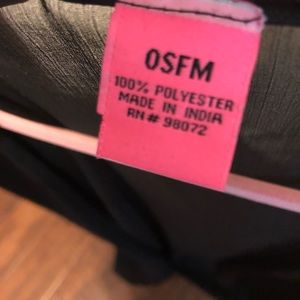 OSFM
100% POLYESTER
MADE IN INDIA
RN# 98072